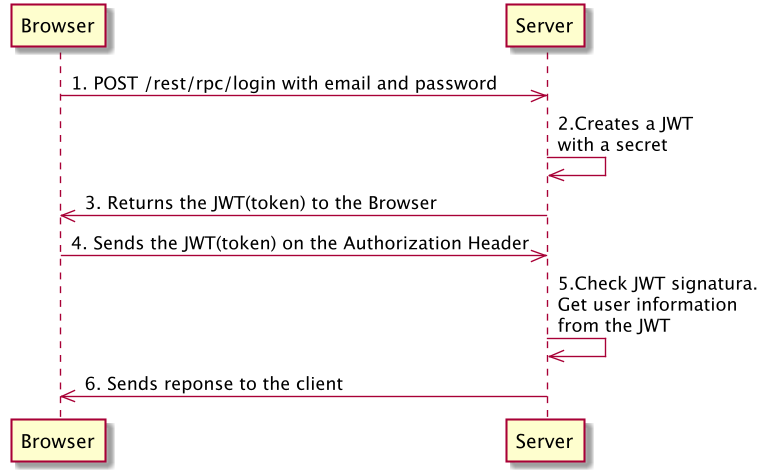 Browser
Server
1. POST /rest/rpc/login with email and password
2.Creates a JWT
with a secret
3. Returns the JWT(token) to the Browser
4. Sends the JWT(token) on the Authorization Header
5.Check JWT signatura.
Get user information
from the JWT
6. Sends reponse to the client
Browser
Server